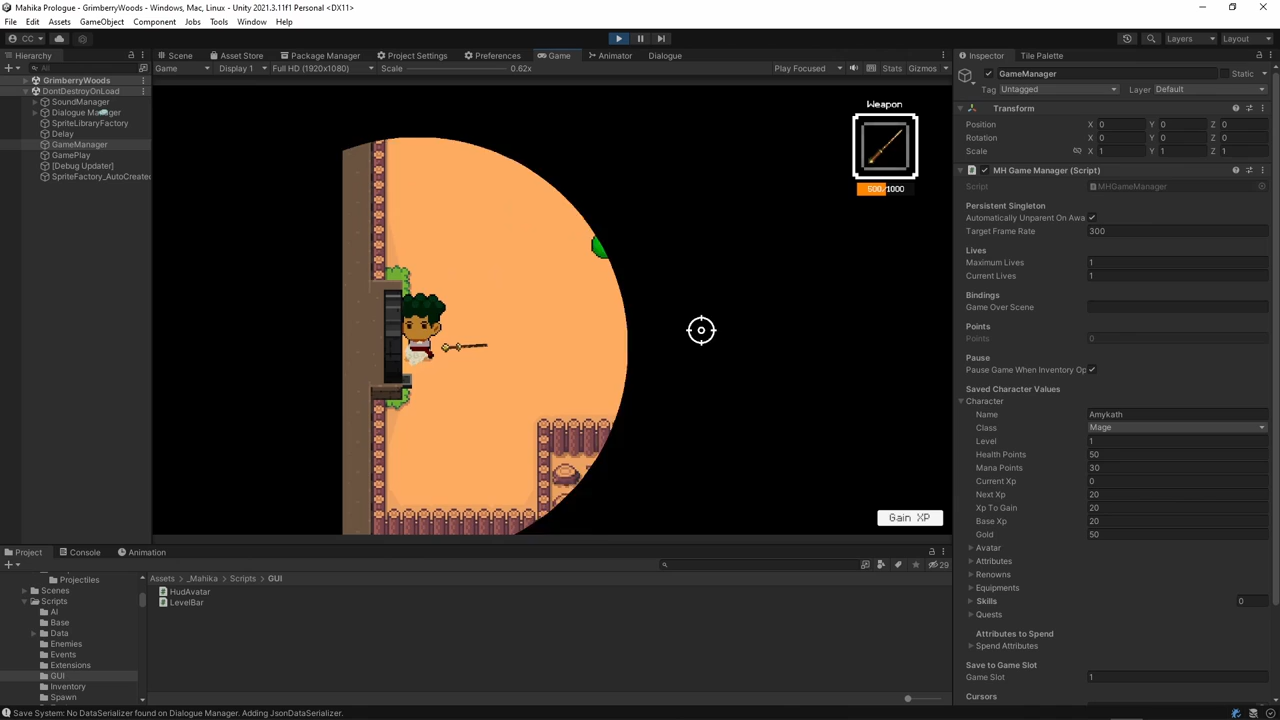 Mahika Prologue - GrimberryWoods - Windows, Mac, Linux - Unity 2021.3.11f1 Personal <DX11>
File Edit Assets GameObject Component Jobs Tools Window Help
CC Layers Layout
Hierarchy Scene Asset Store Package Manager Project Settings Preferences Game Animator Dialogue Inspector Tile Palette
All Game Display 1 Full HD (1920x1080) Scale 0.62x Play Focused Stats Gizmos
GameManager Static
Tag Untagged Layer Default
GrimberryWoods
DontDestroyOnLoad
SoundManager
Dialogue Manager
SpriteLibraryFactory
Delay
GameManager
GamePlay
[Debug Updater]
SpriteFactory_AutoCreated
Weapon
500/1000
Gain XP
Transform
Position X 0 Y 0 Z 0
Rotation X 0 Y 0 Z 0
Scale X 1 Y 1 Z 1
MH Game Manager (Script)
Script MHGameManager
Persistent Singleton
Automatically Unparent On Awa
Target Frame Rate 300
Lives
Maximum Lives 1
Current Lives 1
Bindings
Game Over Scene
Points
Points 0
Pause
Pause Game When Inventory Op
Saved Character Values
Character
Name Amykath
Class Mage
Level 1
Health Points 50
Mana Points 30
Current Xp 0
Next Xp 20
Xp To Gain 20
Base Xp 20
Gold 50
Avatar
Attributes
Renowns
Equipments
Skills 0
Quests
Attributes to Spend
Spend Attributes
Save to Game Slot
Game Slot 1
Cursors
Project Console Animation
29
Projectiles
Scenes
Scripts
AI
Base
Data
Enemies
Events
Extensions
GUI
Inventory
Spawn
Assets > _Mahika > Scripts > GUI
HudAvatar
LevelBar
Save System: No DataSerializer found on Dialogue Manager. Adding JsonDataSerializer.